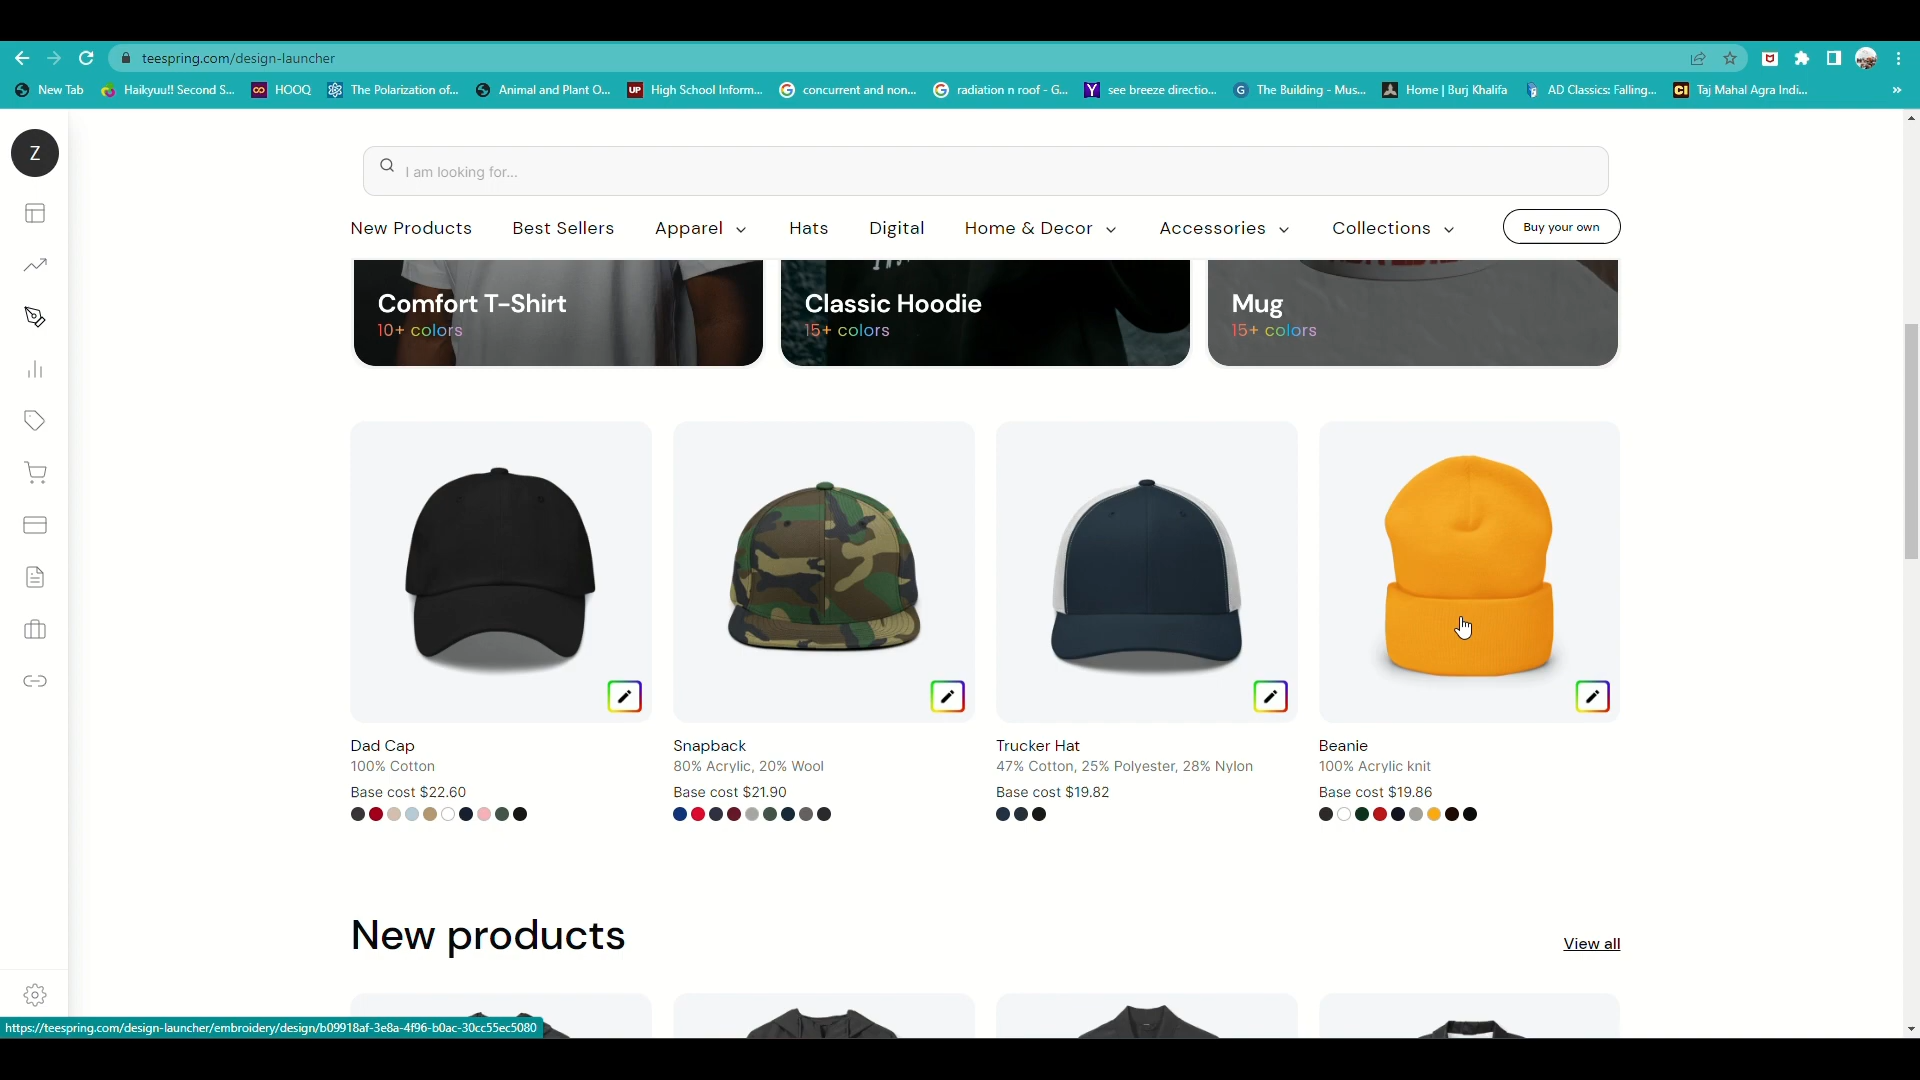 teespring.com/design-launcher
New Tab
Haikyuu!! Second S...
HOOQ
The Polarization of...
Animal and Plant O...
UP High School Inform...
concurrent and non...
radiation n roof - G...
Y see breeze directio...
G The Building - Mus...
Home | Burj Khalifa
AD Classics: Falling...
CI Taj Mahal Agra Indi...
»
Z
I am looking for...
New Products
Best Sellers
Apparel
Hats
Digital
Home & Decor
Accessories
Collections
Buy your own
Comfort T-Shirt
10+ colors
Classic Hoodie
15+ colors
Mug
15+ colors
Dad Cap
100% Cotton
Base cost $22.60
Snapback
80% Acrylic, 20% Wool
Base cost $21.90
Trucker Hat
47% Cotton, 25% Polyester, 28% Nylon
Base cost $19.82
Beanie
100% Acrylic knit
Base cost $19.86
New products
View all
https://teespring.com/design-launcher/embroidery/design/b09918af-3e8a-4f96-b0ac-30cc55ec5080